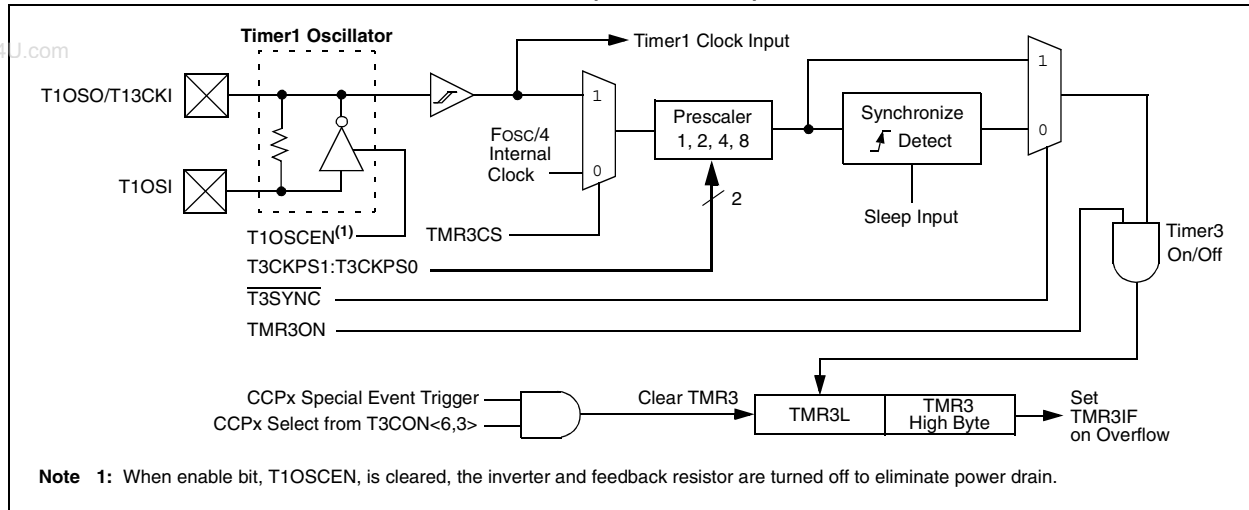 4U.com
Timer1 Oscillator
Timer1 Clock Input
T1OSO/T13CKI
1
FOSC/4
Internal
Clock
0
Prescaler
1, 2, 4, 8
Synchronize
Detect
1
0
T1OSI
2
Sleep Input
T1OSCEN(1)
TMR3CS
Timer3
On/Off
T3CKPS1:T3CKPS0
T3SYNC
TMR3ON
CCPx Special Event Trigger
CCPx Select from T3CON<6,3>
Clear TMR3
TMR3L
TMR3
High Byte
Set
TMR3IF
on Overflow
Note 1: When enable bit, T1OSCEN, is cleared, the inverter and feedback resistor are turned off to eliminate power drain.